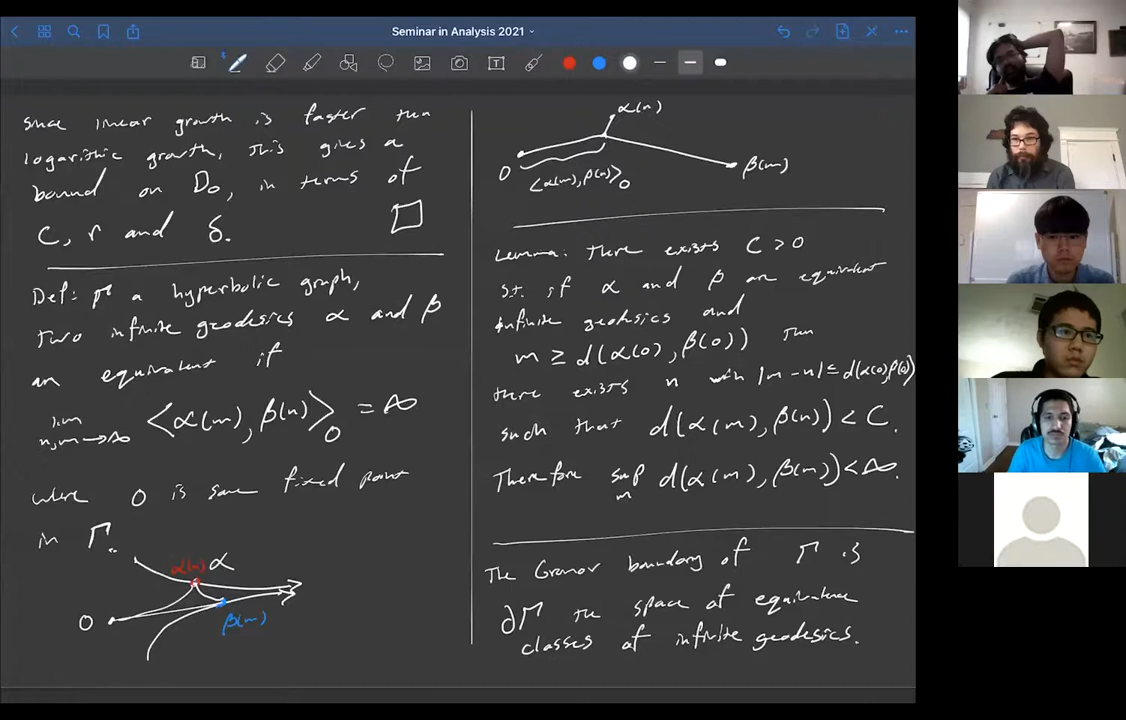 Seminar in Analysis 2021
Since linear growth is faster than
logarithic growth, this gives a
bound on D₀, in terms of
C, r and δ. □
Def: Γ a hyperbolic graph,
two infinite geodesics α and β
are equivalent if
lim n,m→∞ <α(m), β(n)>₀ = ∞
where 0 is some fixed point
in Γ.
α(n) α
0
β(m)
α(n)
0
β(m)
<α(m), β(n)>₀
Lemma: There exists C > 0
s.t. if α and β are equivalent
infinite geodesics and
m ≥ d(α(0), β(0)) then
there exists n with |m-n| ≤ d(α(0),β(0))
such that d(α(m), β(n)) < C.
Therefore sup m d(α(m), β(m)) < ∞.
The Gromov boundary of Γ is
∂Γ the space of equivalence
classes of infinite geodesics.